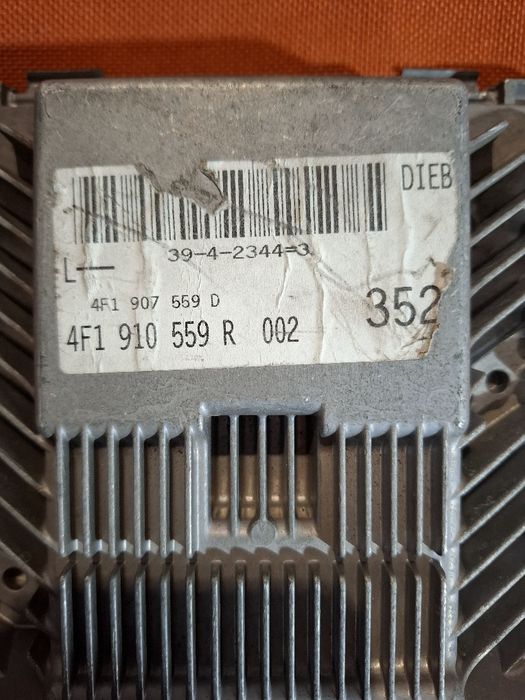 DIEB
L—
39-4-2344=3
4F1 907 559 D
352
4F1 910 559 R 002